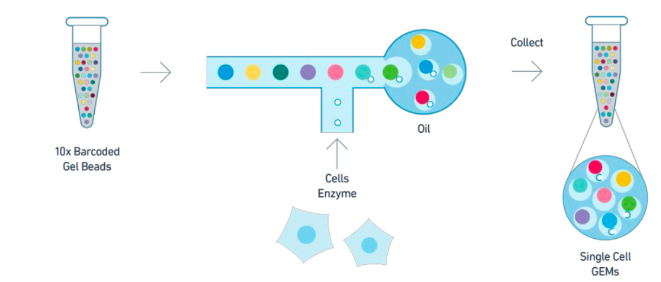 10x Barcoded
Gel Beads
Cells
Enzyme
Oil
Collect
Single Cell
GEMs